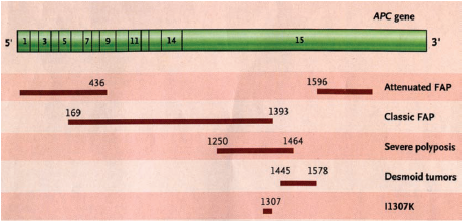 APC gene
5' 1 3 5 7 9 11 14 15 3'
436 1596 Attenuated FAP
169 1393 Classic FAP
1250 1464 Severe polyposis
1445 1578 Desmoid tumors
1307 I1307K